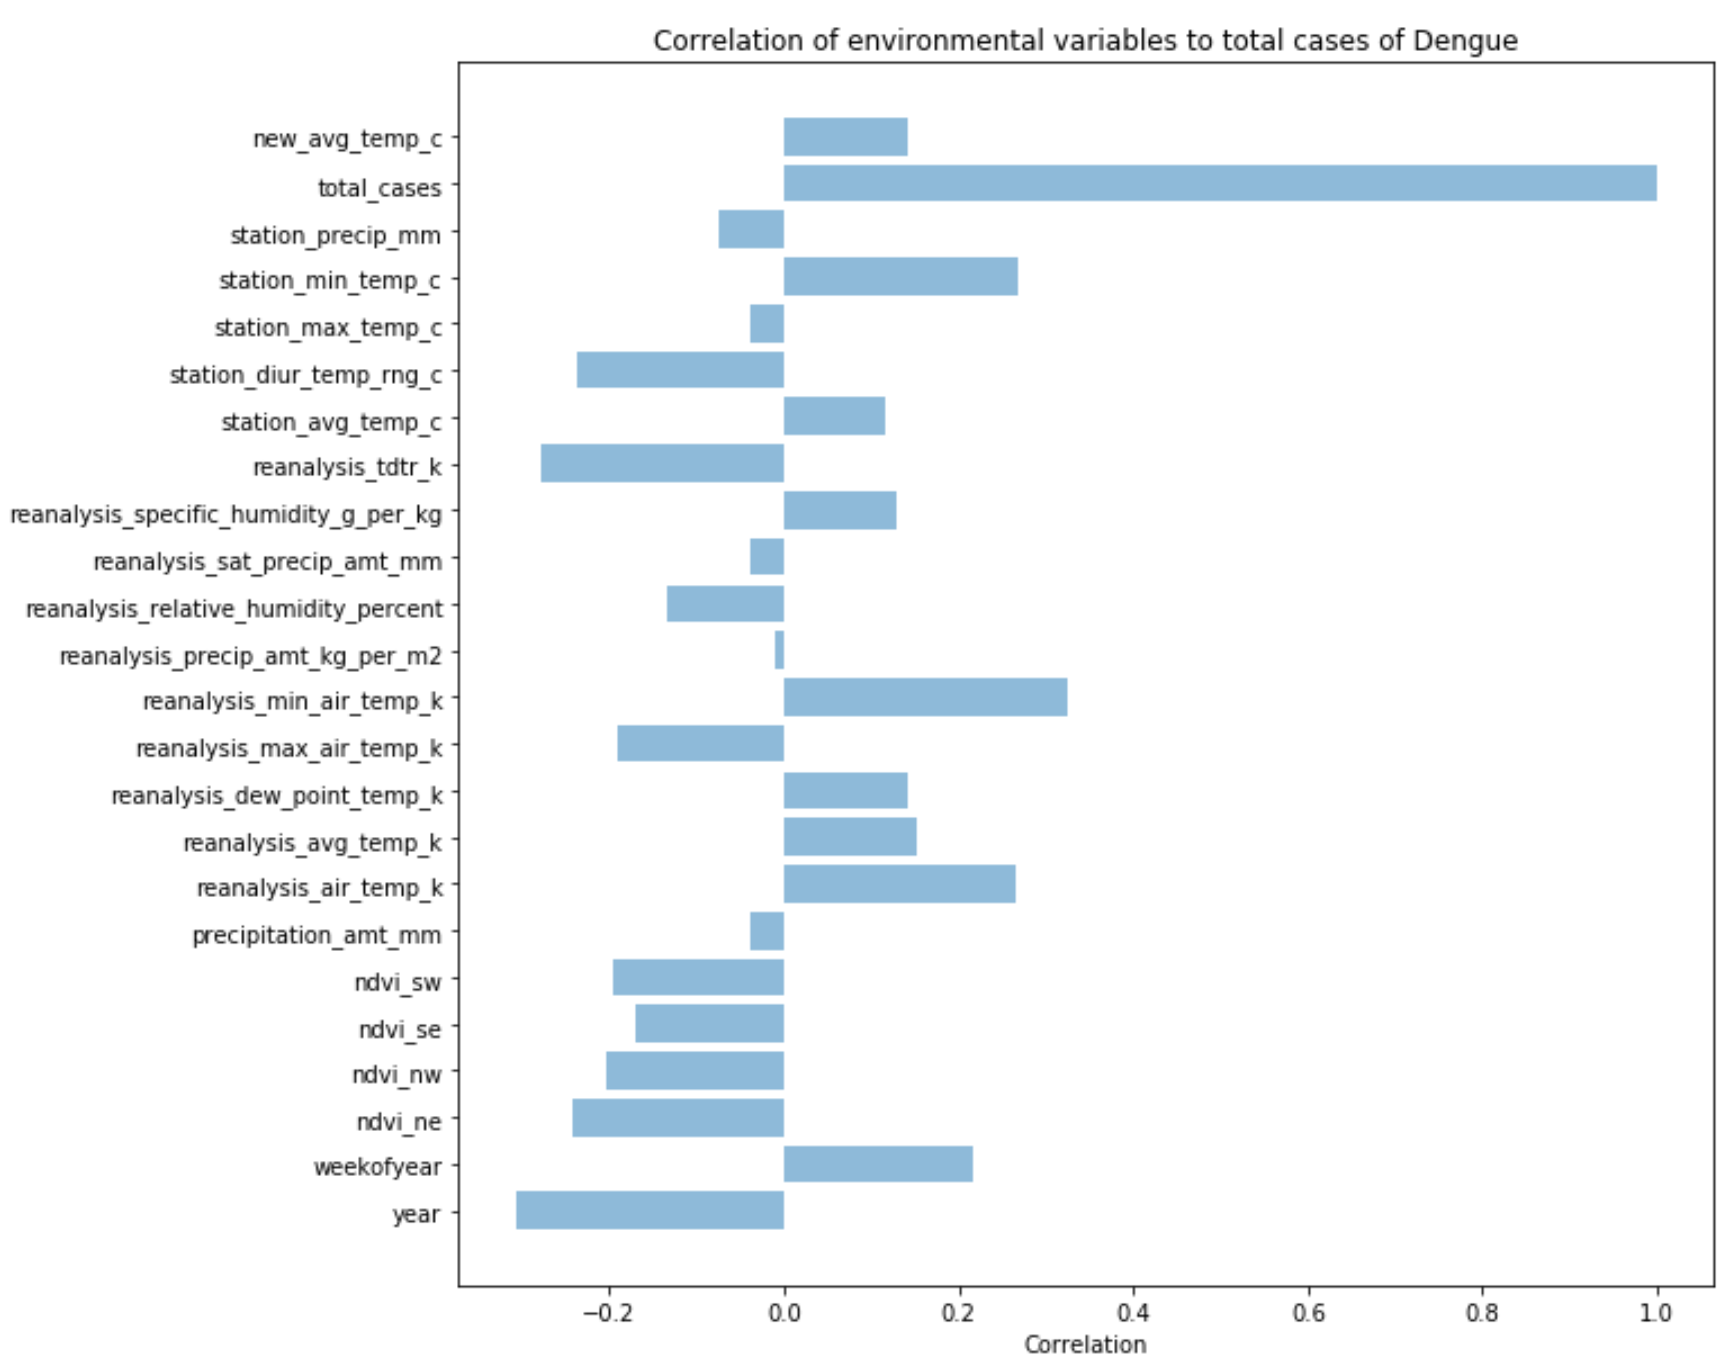 Correlation of environmental variables to total cases of Dengue
new_avg_temp_c
total_cases
station_precip_mm
station_min_temp_c
station_max_temp_c
station_diur_temp_rng_c
station_avg_temp_c
reanalysis_tdtr_k
reanalysis_specific_humidity_g_per_kg
reanalysis_sat_precip_amt_mm
reanalysis_relative_humidity_percent
reanalysis_precip_amt_kg_per_m2
reanalysis_min_air_temp_k
reanalysis_max_air_temp_k
reanalysis_dew_point_temp_k
reanalysis_avg_temp_k
reanalysis_air_temp_k
precipitation_amt_mm
ndvi_sw
ndvi_se
ndvi_nw
ndvi_ne
weekofyear
year
−0.2 0.0 0.2 0.4 0.6 0.8 1.0
Correlation